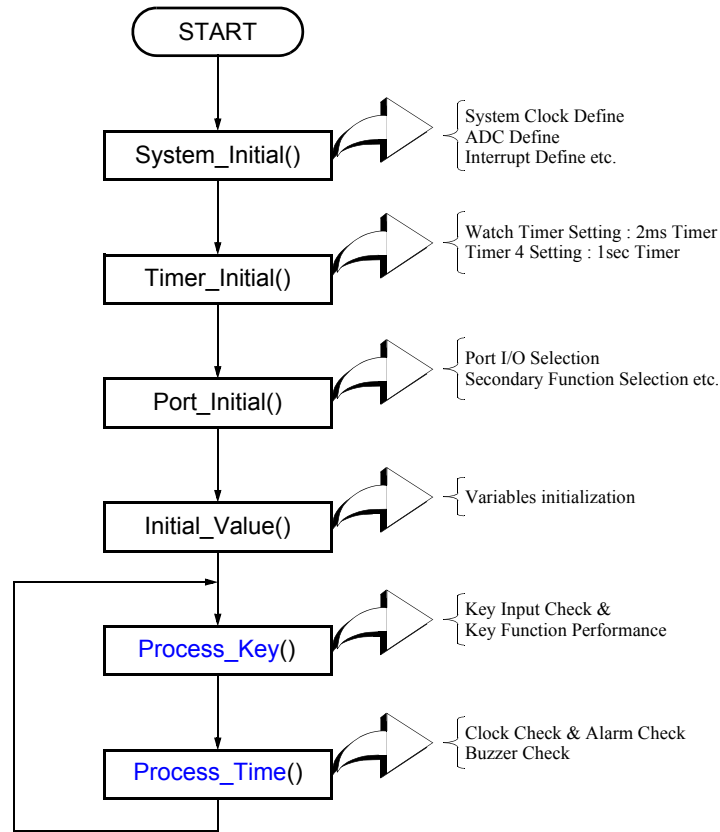 START
System_Initial()
System Clock Define
ADC Define
Interrupt Define etc.
Timer_Initial()
Watch Timer Setting : 2ms Timer
Timer 4 Setting : 1sec Timer
Port_Initial()
Port I/O Selection
Secondary Function Selection etc.
Initial_Value()
Variables initialization
Process_Key()
Key Input Check &
Key Function Performance
Process_Time()
Clock Check & Alarm Check
Buzzer Check